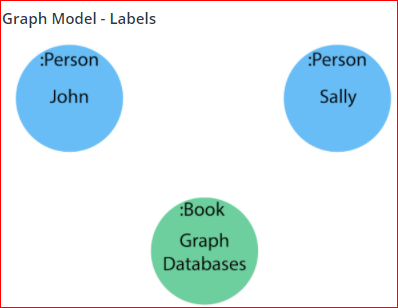 Graph Model - Labels
:Person
John
:Person
Sally
:Book
Graph
Databases